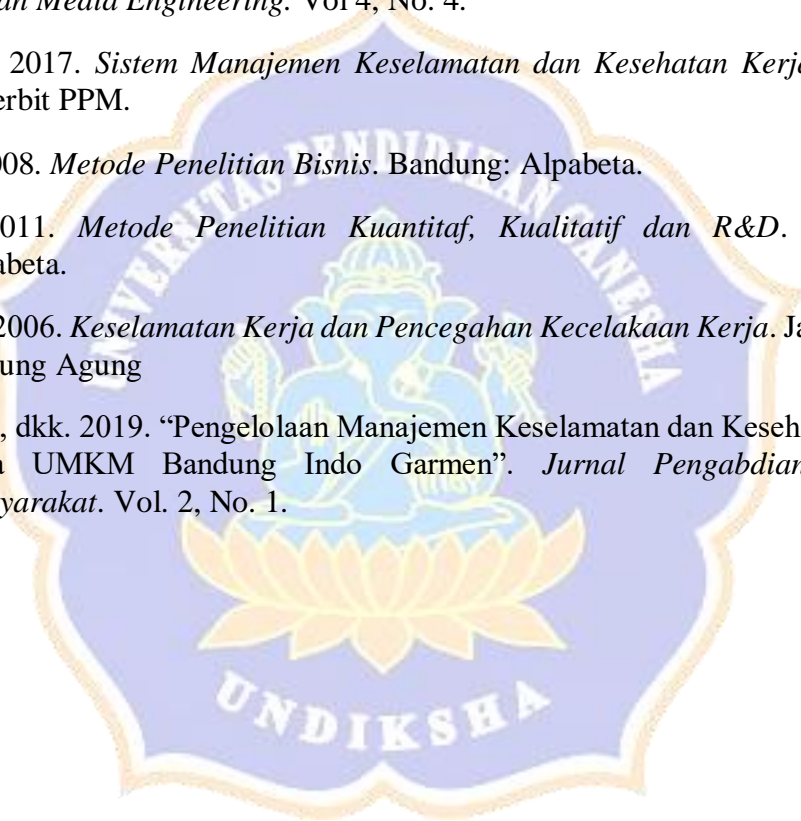 an Media Engineering. Vol 4, No. 4.
2017. Sistem Manajemen Keselamatan dan Kesehatan Kerja
erbit PPM.
008. Metode Penelitian Bisnis. Bandung: Alpabeta.
011. Metode Penelitian Kuantitaf, Kualitatif dan R&D.
abeta.
2006. Keselamatan Kerja dan Pencegahan Kecelakaan Kerja. Ja
ung Agung
, dkk. 2019. “Pengelolaan Manajemen Keselamatan dan Keseh
a UMKM Bandung Indo Garmen”. Jurnal Pengabdian
yarakat. Vol. 2, No. 1.
UNIVERSITAS PENDIDIKAN GANESHA
UNDIKSHA